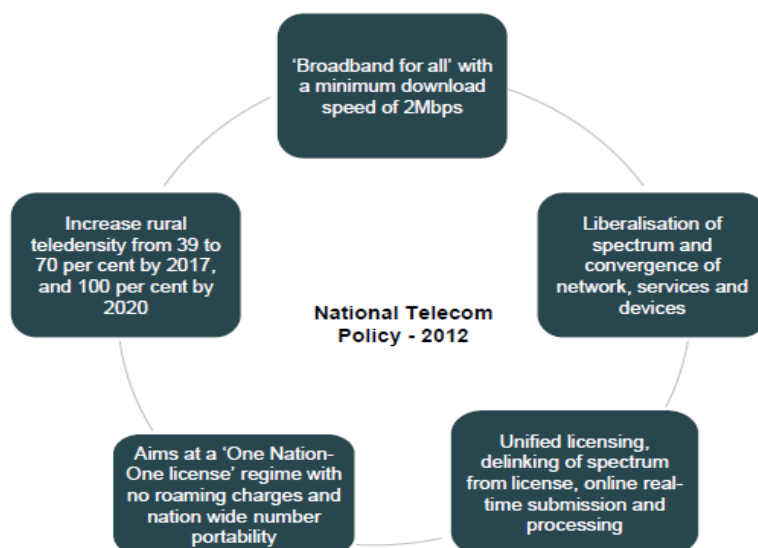 ‘Broadband for all’ with
a minimum download
speed of 2Mbps
Liberalisation of
spectrum and
convergence of
network, services and
devices
Unified licensing,
delinking of spectrum
from license, online real-
time submission and
processing
Aims at a ‘One Nation-
One license’ regime with
no roaming charges and
nation wide number
portability
Increase rural
teledensity from 39 to
70 per cent by 2017,
and 100 per cent by
2020
National Telecom
Policy - 2012